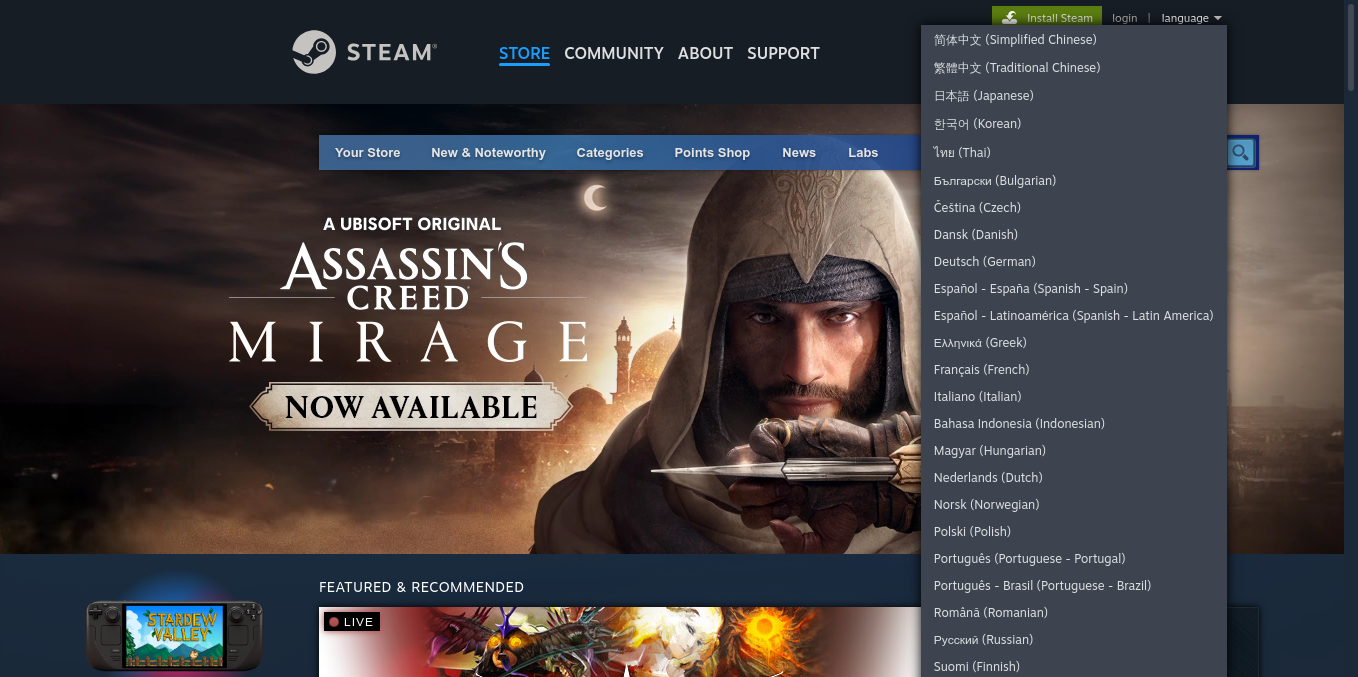 Install Steam
login
|
language
STEAM®
STORE
COMMUNITY
ABOUT
SUPPORT
简体中文 (Simplified Chinese)
繁體中文 (Traditional Chinese)
日本語 (Japanese)
한국어 (Korean)
ไทย (Thai)
Български (Bulgarian)
Čeština (Czech)
Dansk (Danish)
Deutsch (German)
Español - España (Spanish - Spain)
Español - Latinoamérica (Spanish - Latin America)
Ελληνικά (Greek)
Français (French)
Italiano (Italian)
Bahasa Indonesia (Indonesian)
Magyar (Hungarian)
Nederlands (Dutch)
Norsk (Norwegian)
Polski (Polish)
Português (Portuguese - Portugal)
Português - Brasil (Portuguese - Brazil)
Română (Romanian)
Русский (Russian)
Suomi (Finnish)
Your Store
New & Noteworthy
Categories
Points Shop
News
Labs
A UBISOFT ORIGINAL
ASSASSIN'S
CREED
MIRAGE
NOW AVAILABLE
FEATURED & RECOMMENDED
LIVE
STARDEW
VALLEY